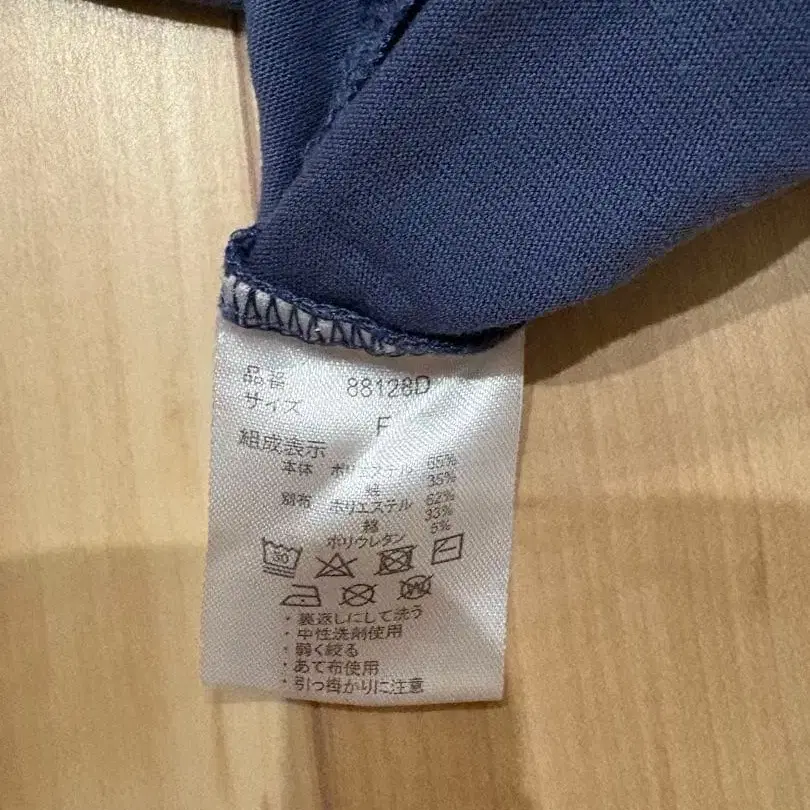 品番 88128D
サイズ F
組成表示
本体 ポリエステル 65%
綿 35%
別布 ポリエステル 62%
綿 33%
ポリウレタン 5%
30
W
・裏返しにして洗う
・中性洗剤使用
・弱く絞る
・あて布使用
・引っ掛かりに注意